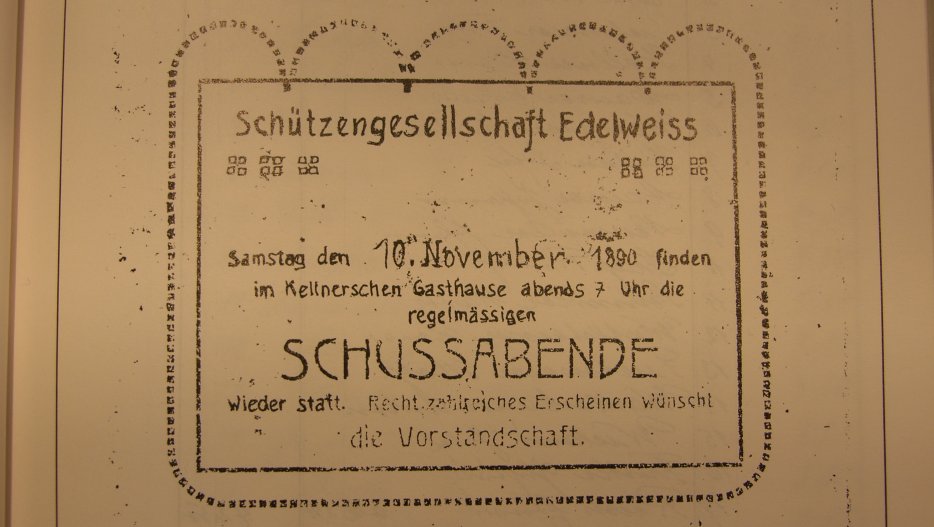 Schützengesellschaft Edelweiss
Samstag den 10. November 1890 finden
im Kellnerschen Gasthause abends 7 Uhr die
regelmässigen
SCHUSSABENDE
wieder statt. Recht zahlreiches Erscheinen wünscht
die Vorstandschaft.